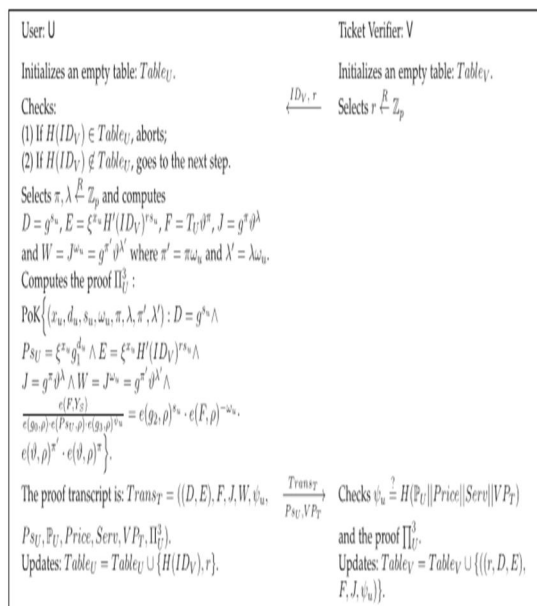 User: U
Ticket Verifier: V
Initializes an empty table: Table_U.
Initializes an empty table: Table_V.
ID_V, r
Checks:
Selects r ←R Z_p
(1) If H(ID_V) ∈ Table_U, aborts;
(2) If H(ID_V) ∉ Table_U, goes to the next step.
Selects π, λ ←R Z_p and computes
D = g^{s_u}, E = ξ^{x_u} H'(ID_V)^{rs_u}, F = T_U ϑ^π, J = g^π ϑ^λ
and W = J^{ω_u} = g^{π'} ϑ^{λ'} where π' = πω_u and λ' = λω_u.
Computes the proof Π_U^3 :
PoK{(x_u, d_u, s_u, ω_u, π, λ, π', λ') : D = g^{s_u} ∧
Ps_U = ξ^{x_u} g_1^{d_u} ∧ E = ξ^{x_u} H'(ID_V)^{rs_u} ∧
J = g^π ϑ^λ ∧ W = J^{ω_u} = g^{π'} ϑ^{λ'} ∧
e(F,Y_S) / e(g_0,ρ)·e(Ps_U,ρ)·e(g_3,ρ)^{ψ_u} = e(g_2, ρ)^{s_u} · e(F, ρ)^{−ω_u} ·
e(ϑ, ρ)^{π'} · e(ϑ, ρ)^π}.
The proof transcript is: Trans_T = ((D, E), F, J, W, ψ_u,
Trans_T
Checks ψ_u ≟ H(ℙ_U||Price||Serv||VP_T)
Ps_U, ℙ_U, Price, Serv, VP_T, Π_U^3).
Ps_U, VP_T
and the proof ∏_U^3.
Updates: Table_U = Table_U ∪ {H(ID_V), r}.
Updates: Table_V = Table_V ∪ {((r, D, E),
F, J, ψ_u)}.